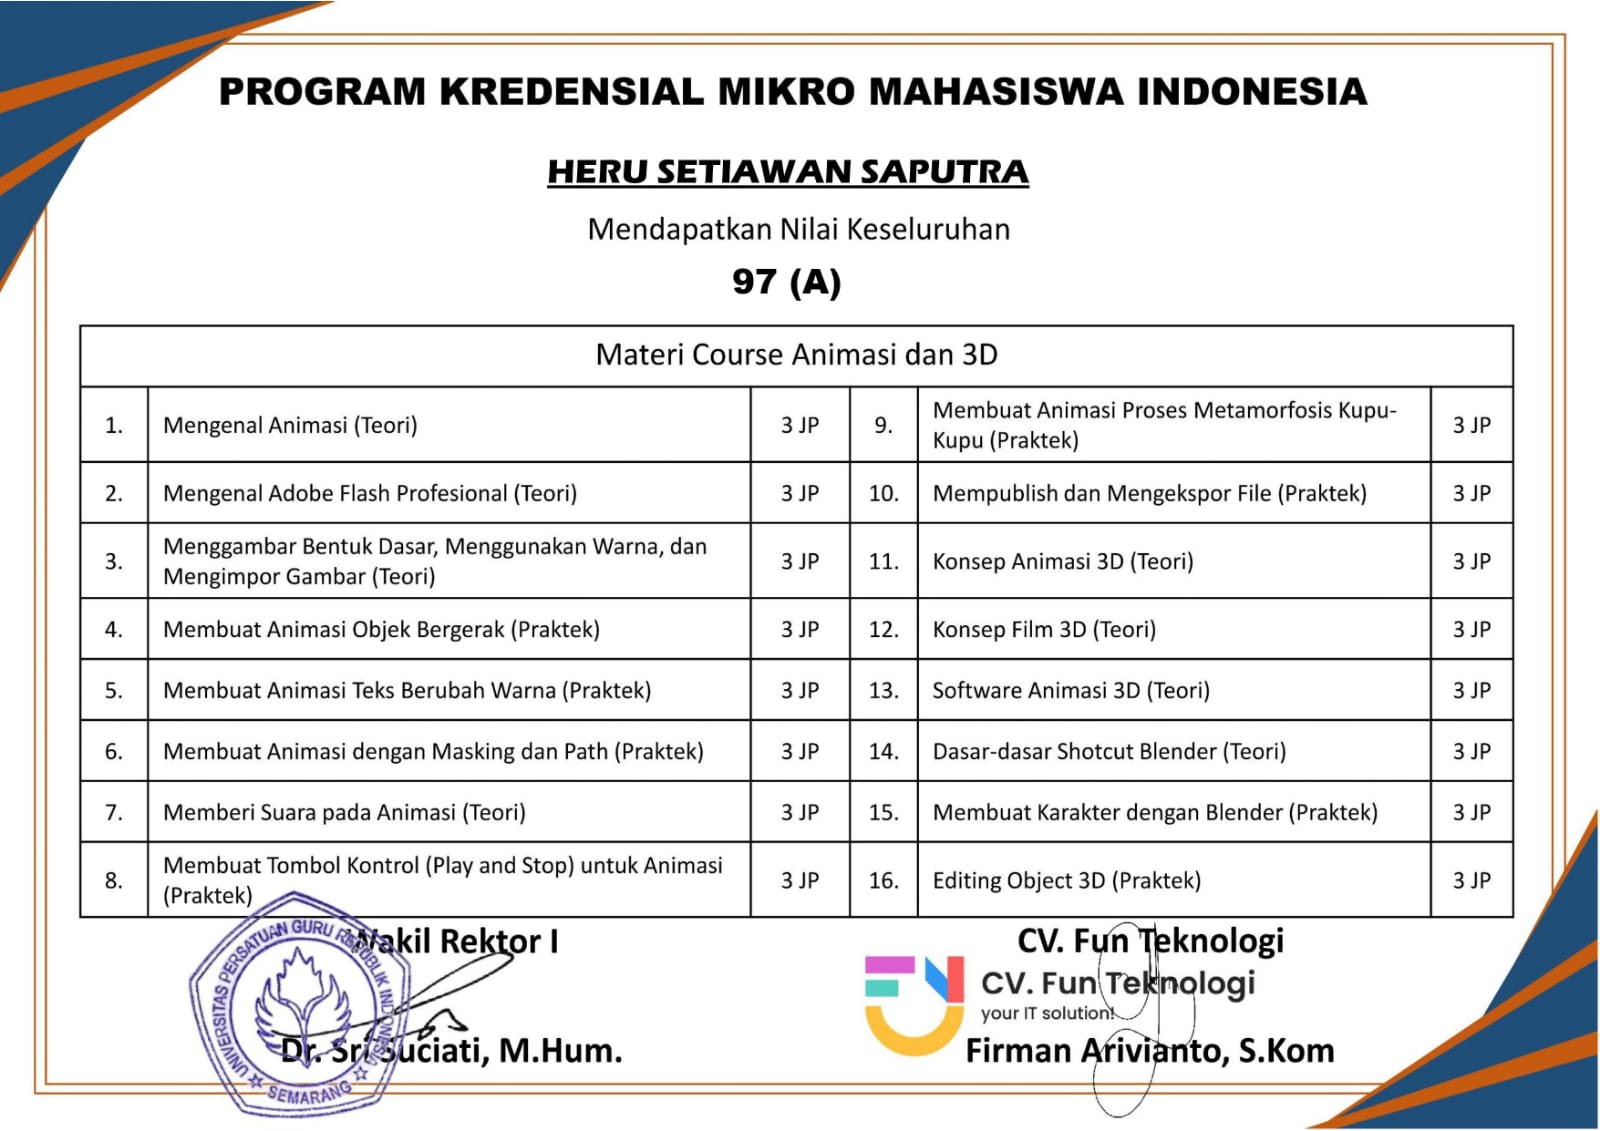 PROGRAM KREDENSIAL MIKRO MAHASISWA INDONESIA
HERU SETIAWAN SAPUTRA
Mendapatkan Nilai Keseluruhan
97 (A)
Materi Course Animasi dan 3D
1. Mengenal Animasi (Teori) 3 JP
2. Mengenal Adobe Flash Profesional (Teori) 3 JP
3. Menggambar Bentuk Dasar, Menggunakan Warna, dan
Mengimpor Gambar (Teori) 3 JP
4. Membuat Animasi Objek Bergerak (Praktek) 3 JP
5. Membuat Animasi Teks Berubah Warna (Praktek) 3 JP
6. Membuat Animasi dengan Masking dan Path (Praktek) 3 JP
7. Memberi Suara pada Animasi (Teori) 3 JP
8. Membuat Tombol Kontrol (Play and Stop) untuk Animasi
(Praktek) 3 JP
9. Membuat Animasi Proses Metamorfosis Kupu-
Kupu (Praktek) 3 JP
10. Mempublish dan Mengekspor File (Praktek) 3 JP
11. Konsep Animasi 3D (Teori) 3 JP
12. Konsep Film 3D (Teori) 3 JP
13. Software Animasi 3D (Teori) 3 JP
14. Dasar-dasar Shotcut Blender (Teori) 3 JP
15. Membuat Karakter dengan Blender (Praktek) 3 JP
16. Editing Object 3D (Praktek) 3 JP
Wakil Rektor I
UNIVERSITAS PERSATUAN GURU REPUBLIK INDONESIA
SEMARANG
Dr. Sri Suciati, M.Hum.
CV. Fun Teknologi
CV. Fun Teknologi
your IT solution!
Firman Arivianto, S.Kom